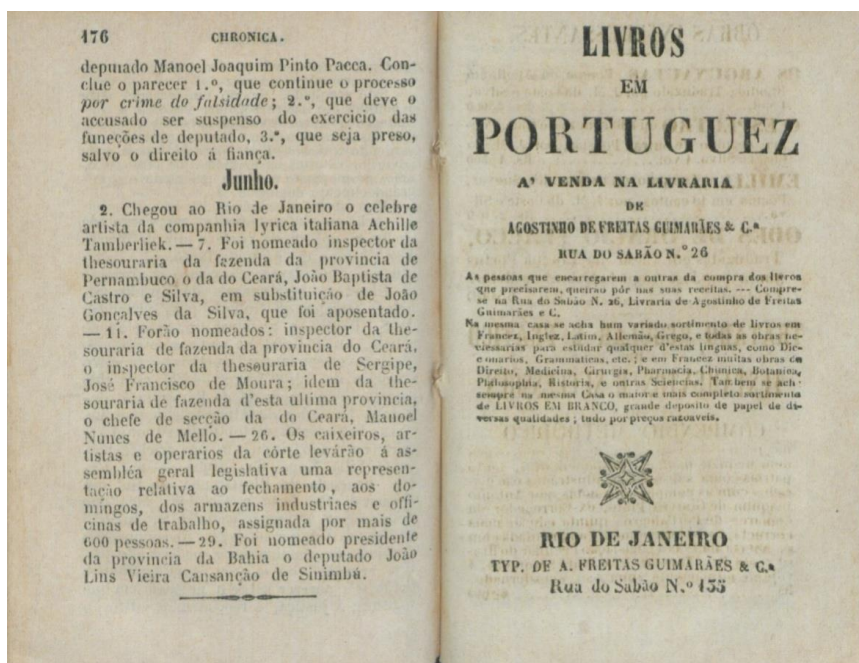 176 CHRONICA.
deputado Manoel Joaquim Pinto Pacca. Con-
clue o parecer 1.º, que continue o processo
por crime do falsidade; 2.º, que deve o
accusado ser suspenso do exercicio das
funcções de deputado, 3.º, que seja preso,
salvo o direito á fiança.
Junho.
2. Chegou ao Rio de Janeiro o celebre
artista da companhia lyrica italiana Achille
Tamberlick. — 7. Foi nomeado inspector da
thesouraria da fazenda da provincia de
Pernambuco o da do Ceará, João Baptista de
Castro e Silva, em substituição de João
Gonçalves da Silva, que foi aposentado.
— 11. Forão nomeados: inspector da the-
souraria de fazenda da provincia do Ceará,
o inspector da thesouraria de Sergipe,
José Francisco de Moura; idem da the-
souraria de fazenda d'esta ultima provincia,
o chefe de secção da do Ceará, Manoel
Nunes de Mello. — 26. Os caixeiros, ar-
tistas e operarios da côrte levárão á as-
sembléa geral legislativa uma represen-
tação relativa ao fechamento, aos do-
mingos, dos armazens industriaes e offi-
cinas de trabalho, assignada por mais de
600 pessoas. — 29. Foi nomeado presidente
da provincia da Bahia o deputado João
Lins Vieira Cansanção de Sinimbú.
LIVROS
EM
PORTUGUEZ
A' VENDA NA LIVRARIA
DE
AGOSTINHO DE FREITAS GUIMARÃES & C.ª
RUA DO SABÃO N.º 26
As pessoas que encarregarem a outras da compra dos livros
que precisarem, queirão pôr nas suas receitas. --- Compre-
se na Rua do Sabão N. 26, Livraria de Agostinho de Freitas
Guimarães e C.
Na mesma casa se acha hum variado sortimento de livros em
Francez, Inglez, Latim, Allemão, Grego, e todas as obras ne-
cessarias para estudar qualquer d'estas linguas, como Dic-
cionarios, Grammaticas, etc.; e em Francez muitas obras de
Direito, Medicina, Cirurgia, Pharmacia, Chimica, Botanica,
Philosophia, Historia, e outras Sciencias. Tambem se ach
sempre na mesma Casa o maior e mais completo sortimento
de LIVROS EM BRANCO, grande deposito de papel de di-
versas qualidades; tudo por preços razoaveis.
RIO DE JANEIRO
TYP. DE A. FREITAS GUIMARÃES & C.ª
Rua do Sabão N.º 135